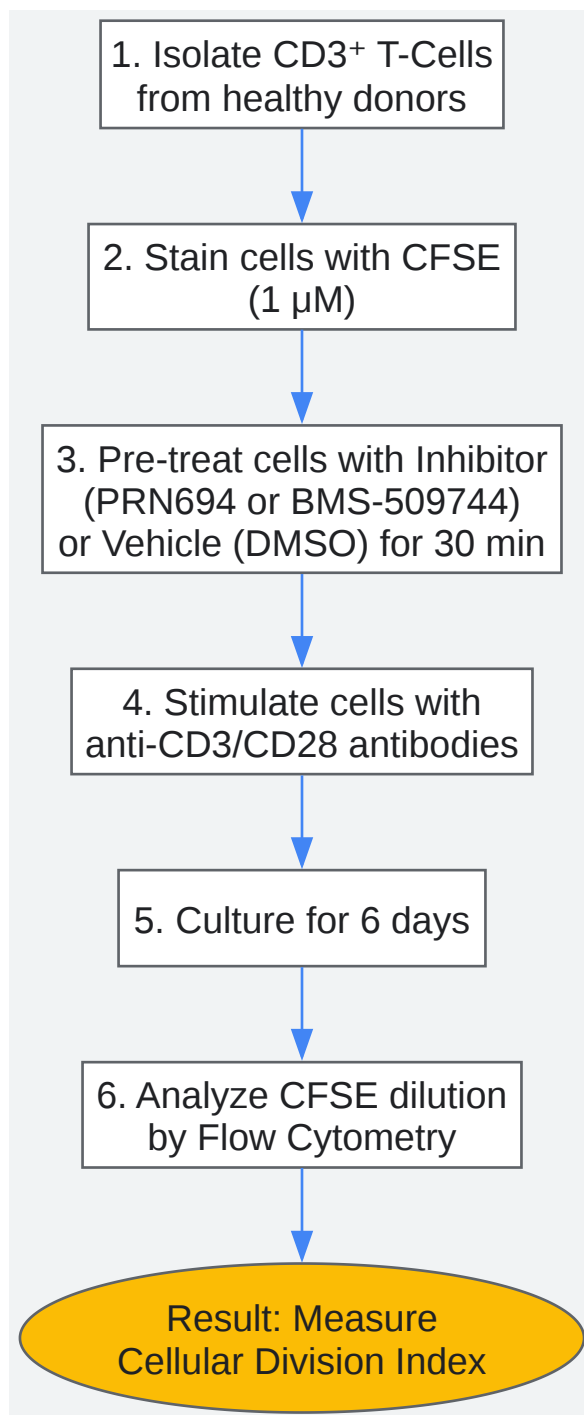 1. Isolate CD3⁺ T-Cells
from healthy donors
2. Stain cells with CFSE
(1 μM)
3. Pre-treat cells with Inhibitor
(PRN694 or BMS-509744)
or Vehicle (DMSO) for 30 min
4. Stimulate cells with
anti-CD3/CD28 antibodies
5. Culture for 6 days
6. Analyze CFSE dilution
by Flow Cytometry
Result: Measure
Cellular Division Index